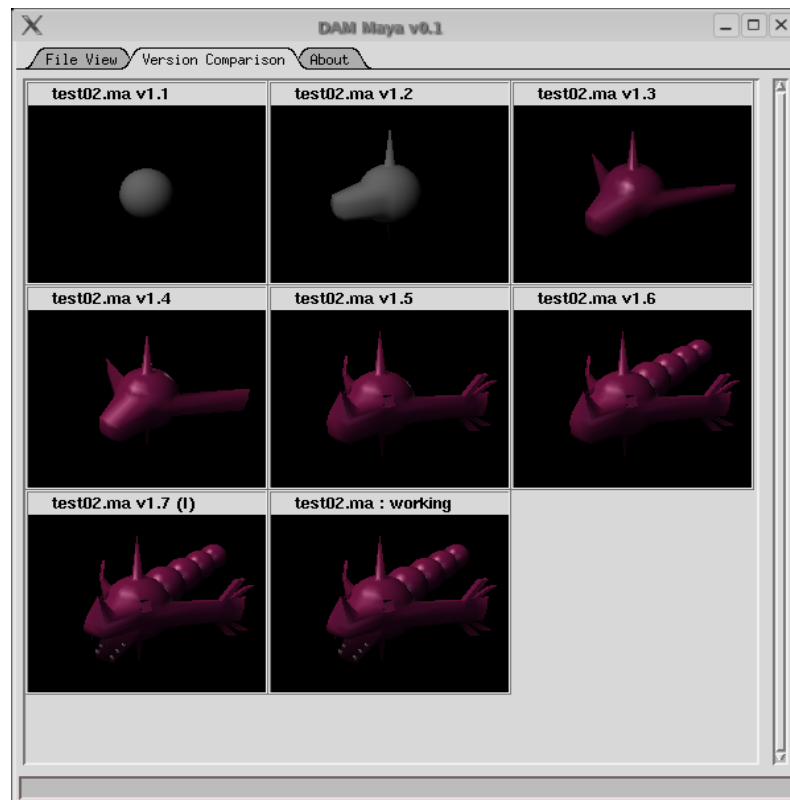 DAM Maya v0.1
File View Version Comparison About
test02.ma v1.1 test02.ma v1.2 test02.ma v1.3
test02.ma v1.4 test02.ma v1.5 test02.ma v1.6
test02.ma v1.7 (l) test02.ma : working